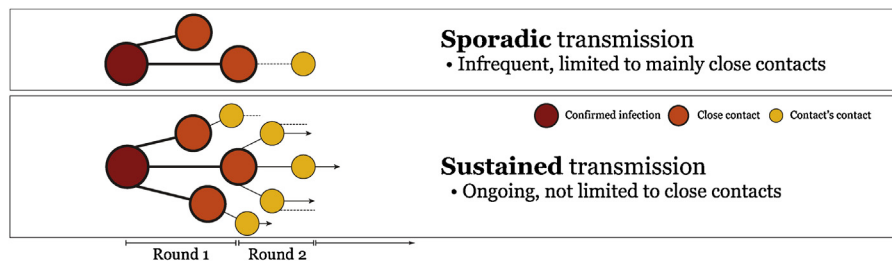 Sporadic transmission
• Infrequent, limited to mainly close contacts
Confirmed infection Close contact Contact's contact
Sustained transmission
• Ongoing, not limited to close contacts
Round 1 Round 2